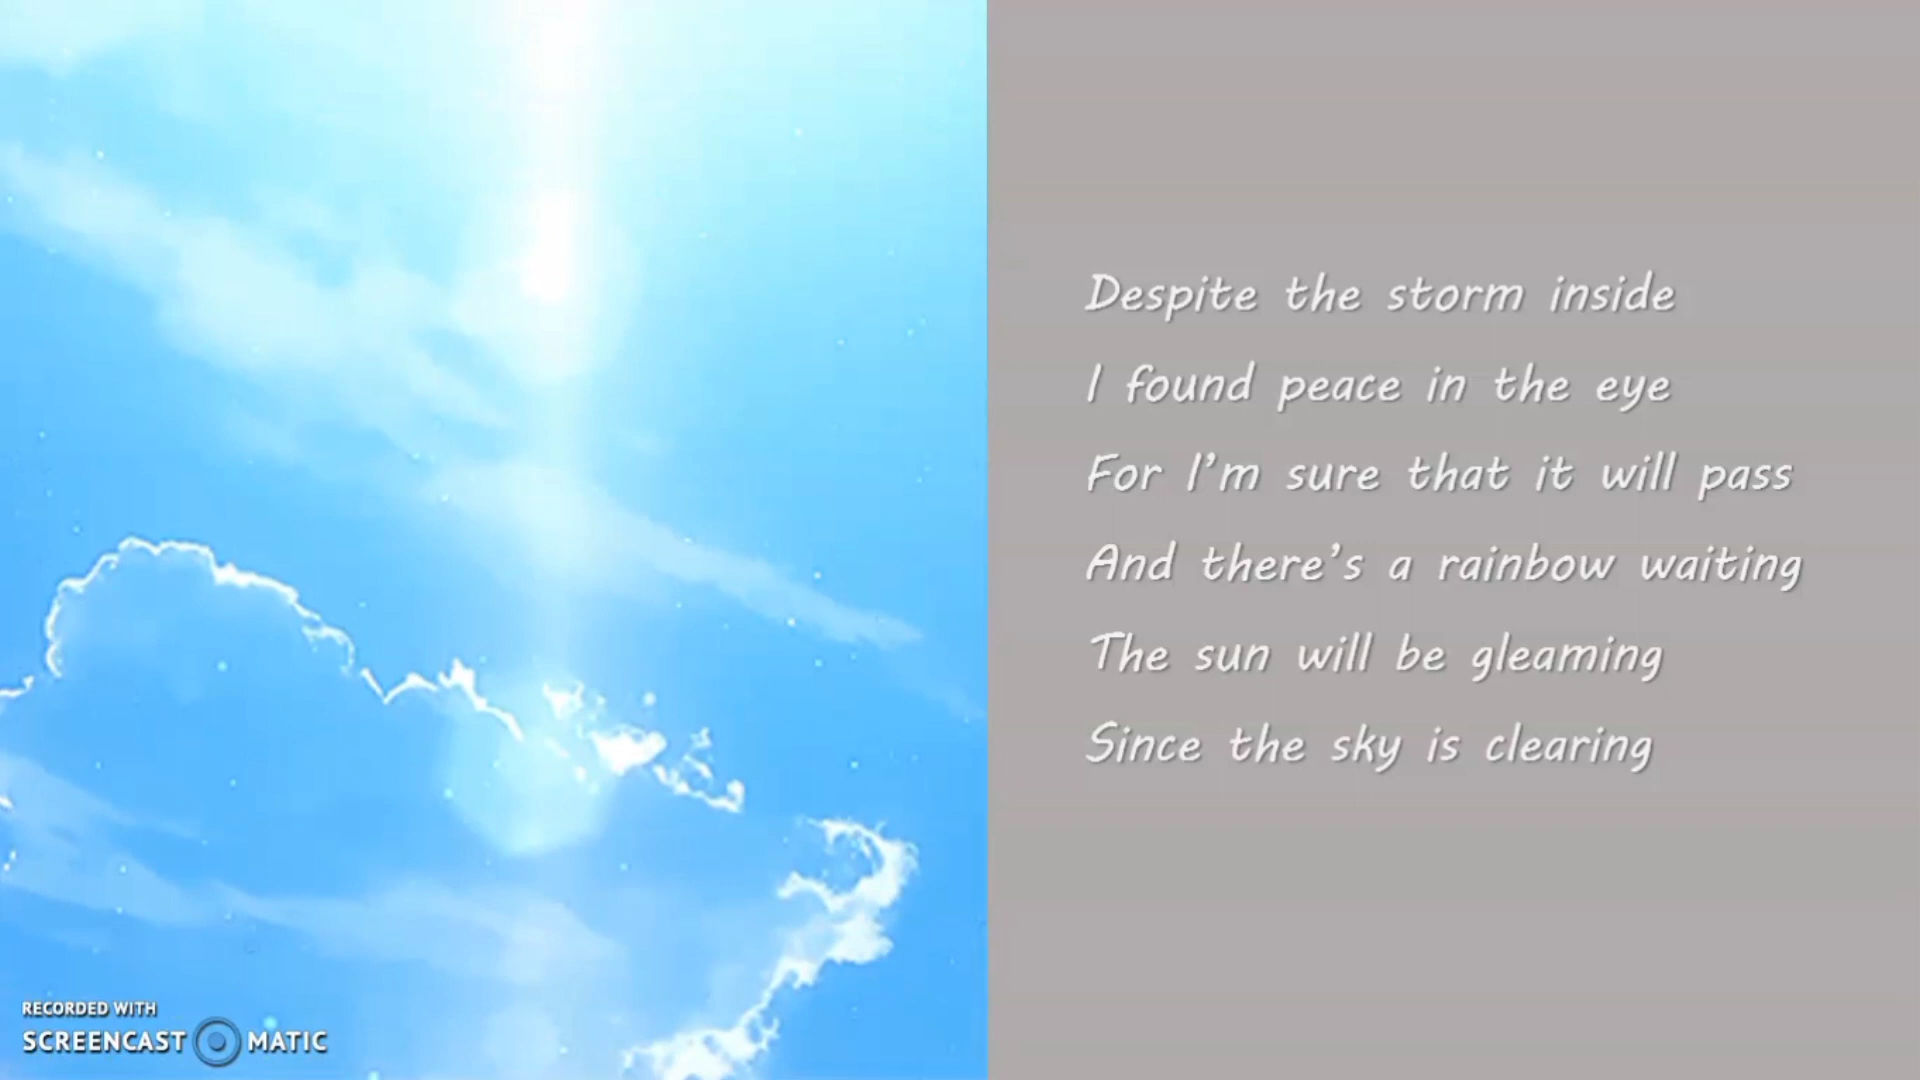 Despite the storm inside
I found peace in the eye
For I’m sure that it will pass
And there’s a rainbow waiting
The sun will be gleaming
Since the sky is clearing
RECORDED WITH
SCREENCAST MATIC